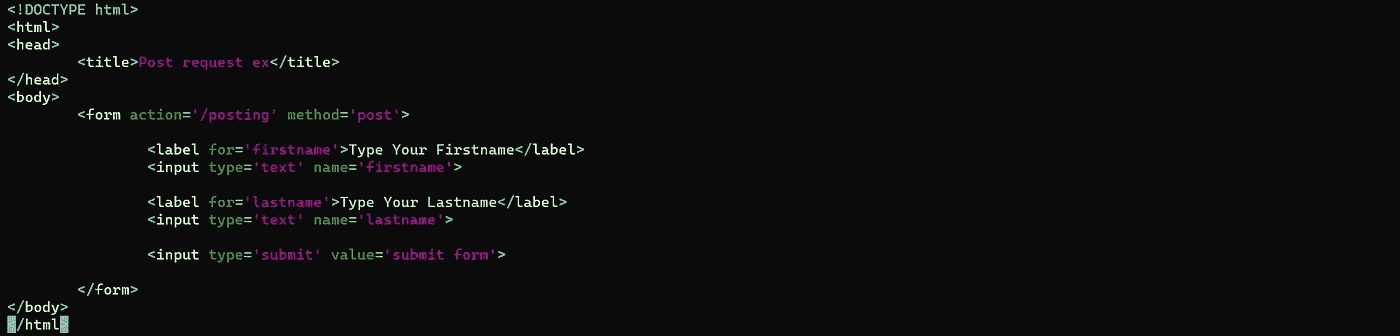 <!DOCTYPE html>
<html>
<head>
        <title>Post request ex</title>
</head>
<body>
        <form action='/posting' method='post'>
                <label for='firstname'>Type Your Firstname</label>
                <input type='text' name='firstname'>
                <label for='lastname'>Type Your Lastname</label>
                <input type='text' name='lastname'>
                <input type='submit' value='submit form'>
        </form>
</body>
</html>